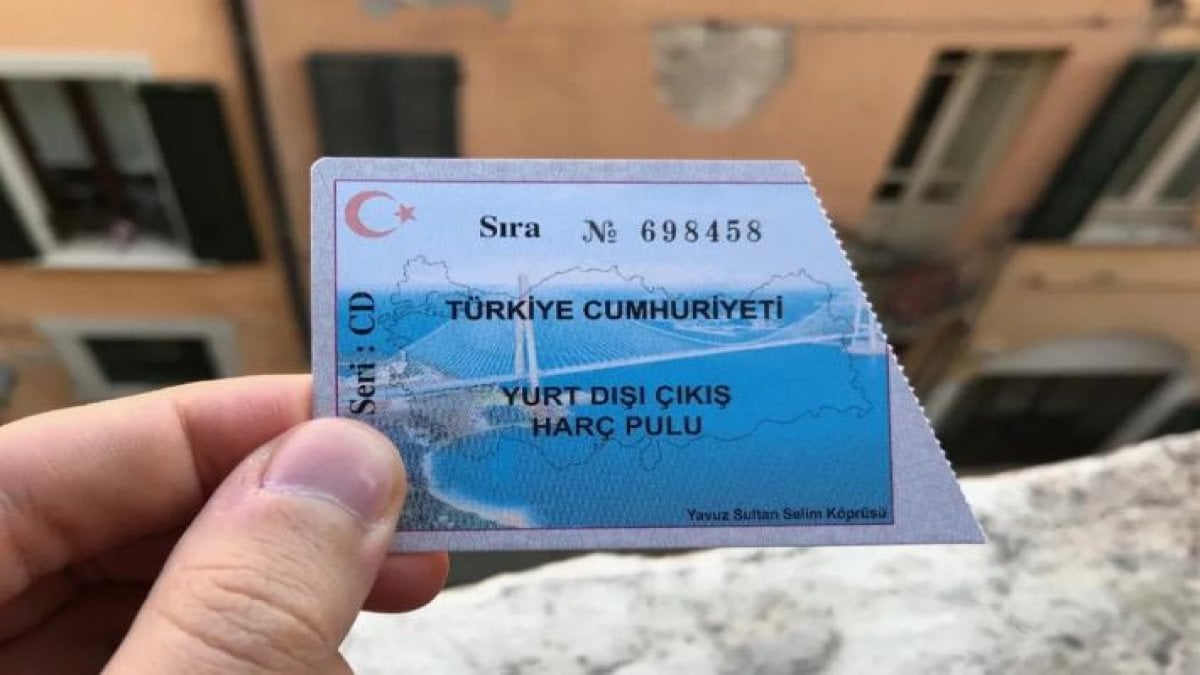 Sıra № 698458
Seri : CD
TÜRKİYE CUMHURİYETİ
YURT DIŞI ÇIKIŞ
HARÇ PULU
Yavuz Sultan Selim Köprüsü